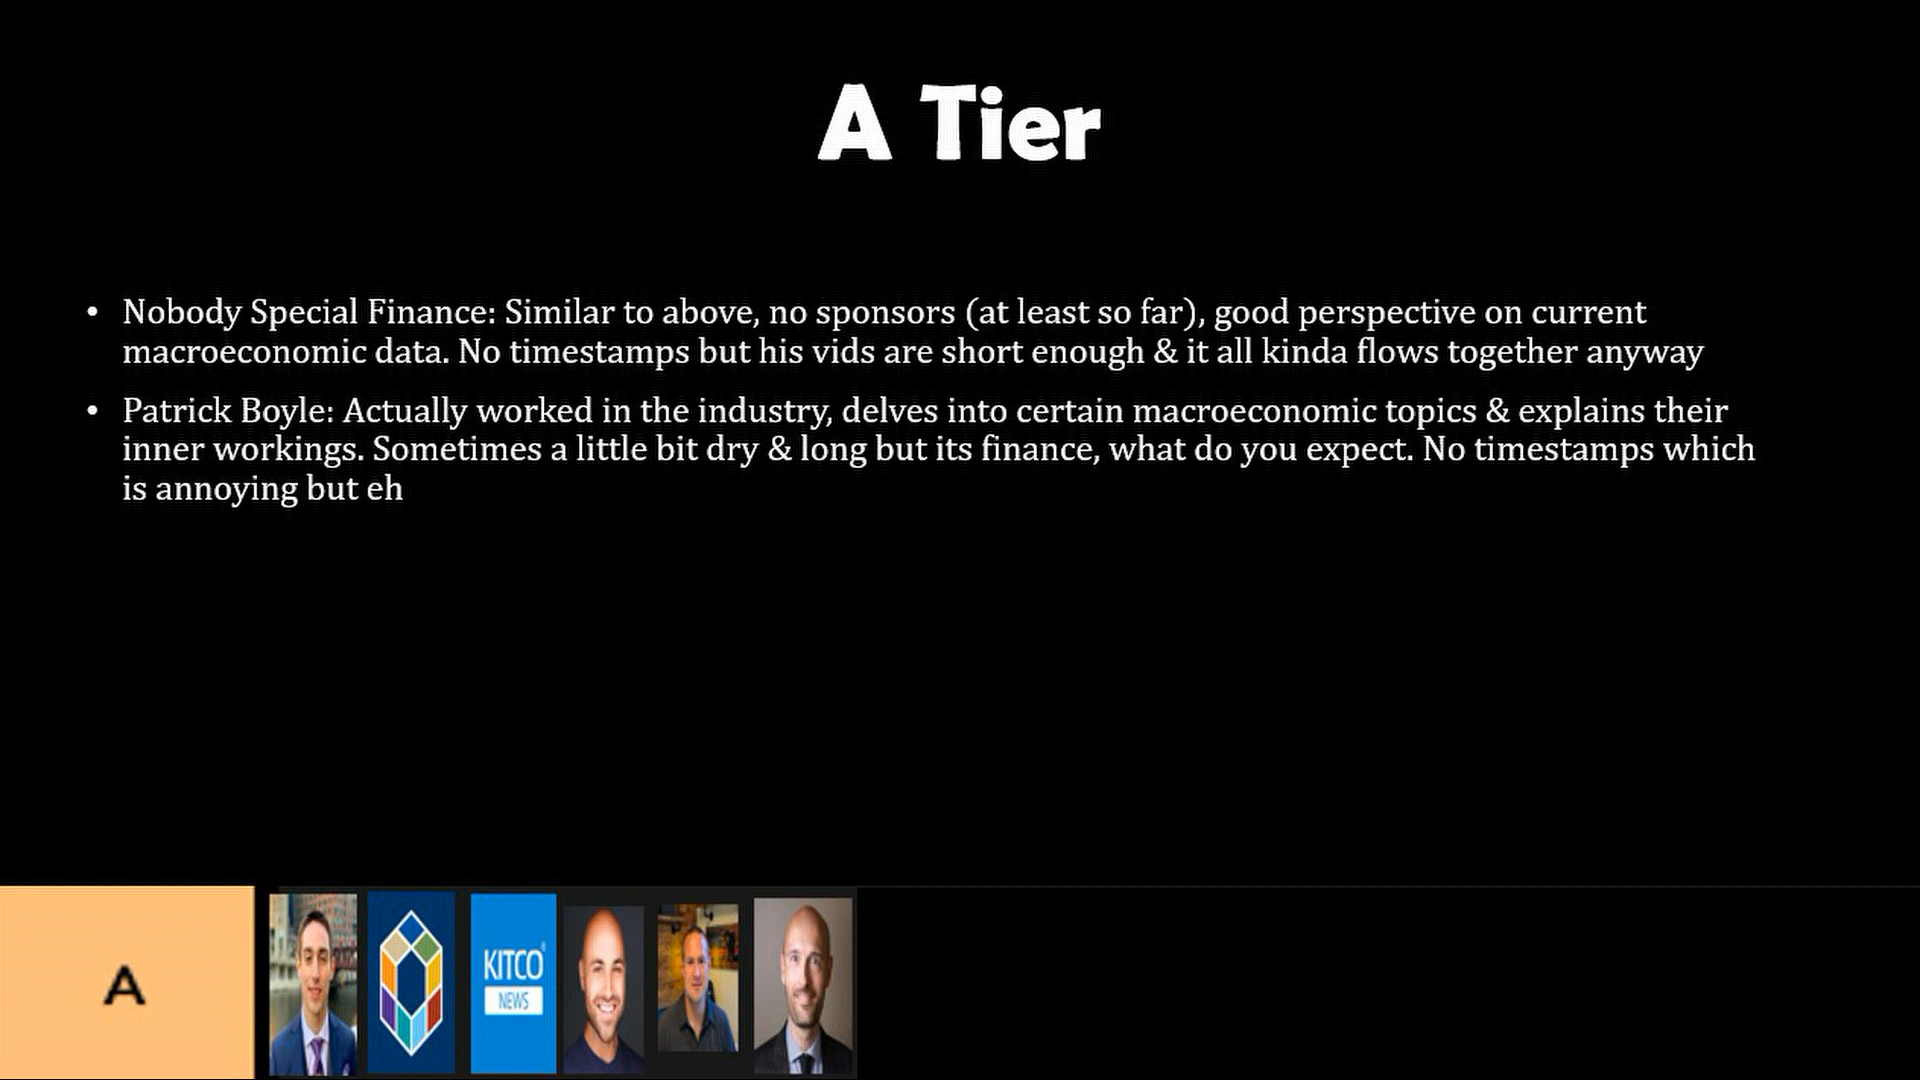 A Tier
• Nobody Special Finance: Similar to above, no sponsors (at least so far), good perspective on current
macroeconomic data. No timestamps but his vids are short enough & it all kinda flows together anyway
• Patrick Boyle: Actually worked in the industry, delves into certain macroeconomic topics & explains their
inner workings. Sometimes a little bit dry & long but its finance, what do you expect. No timestamps which
is annoying but eh
A
KITCO®
NEWS